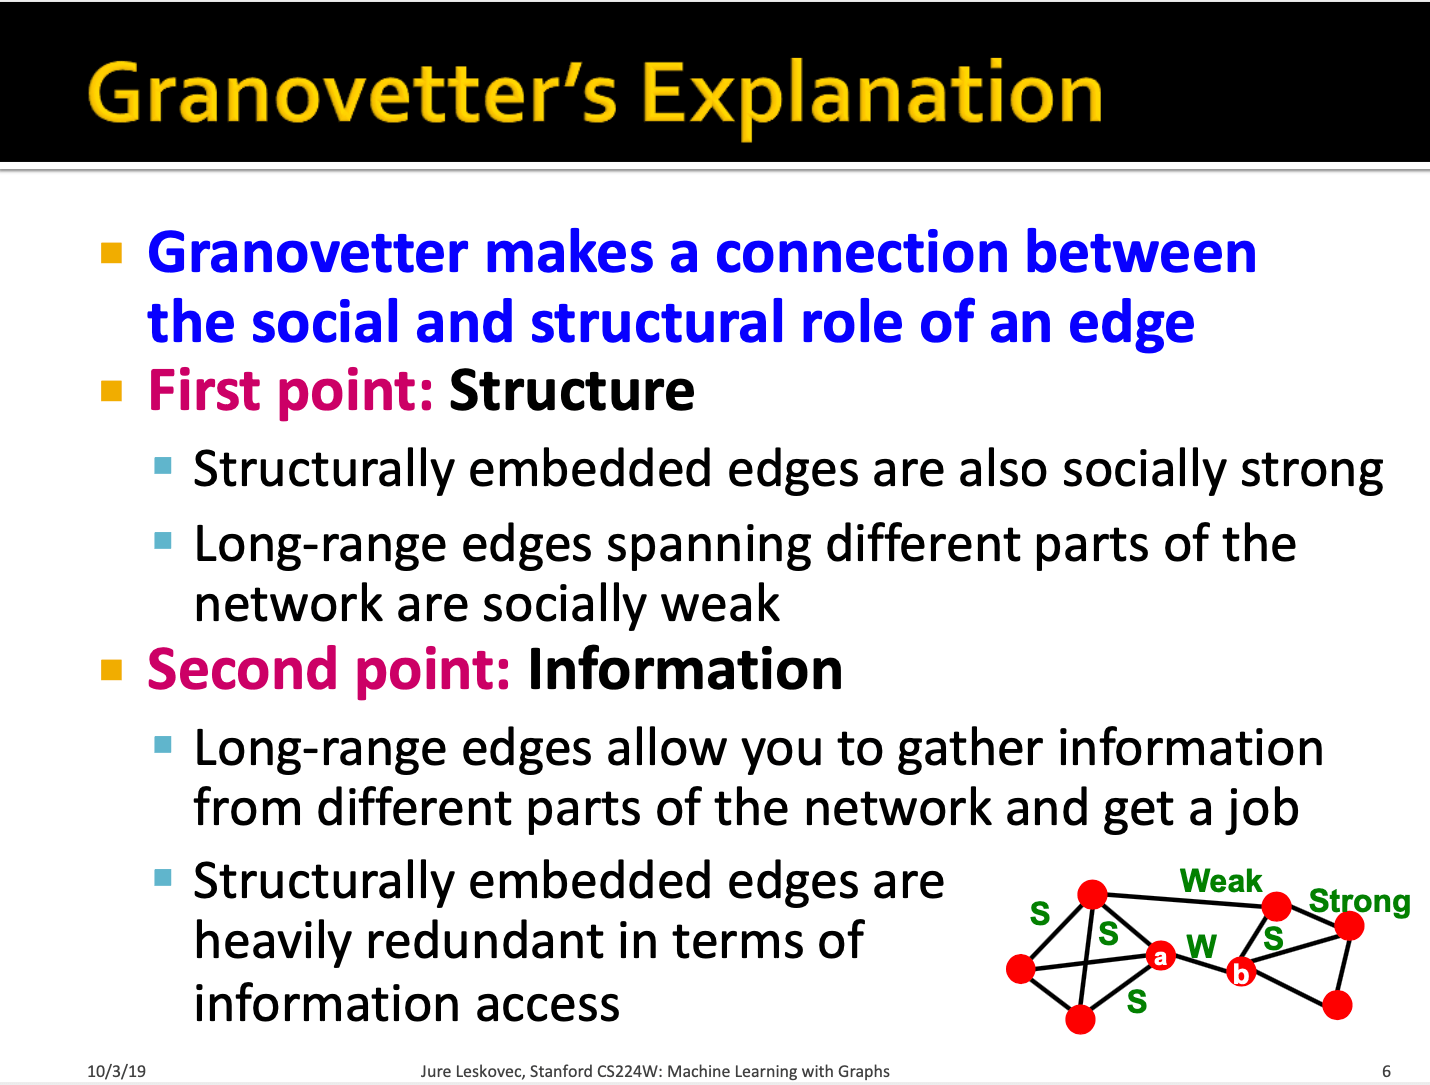 Granovetter’s Explanation
Granovetter makes a connection between
the social and structural role of an edge
First point: Structure
Structurally embedded edges are also socially strong
Long-range edges spanning different parts of the
network are socially weak
Second point: Information
Long-range edges allow you to gather information
from different parts of the network and get a job
Structurally embedded edges are
heavily redundant in terms of
information access
Weak
Strong
S
S
S
W
a
b
S
10/3/19
Jure Leskovec, Stanford CS224W: Machine Learning with Graphs
6